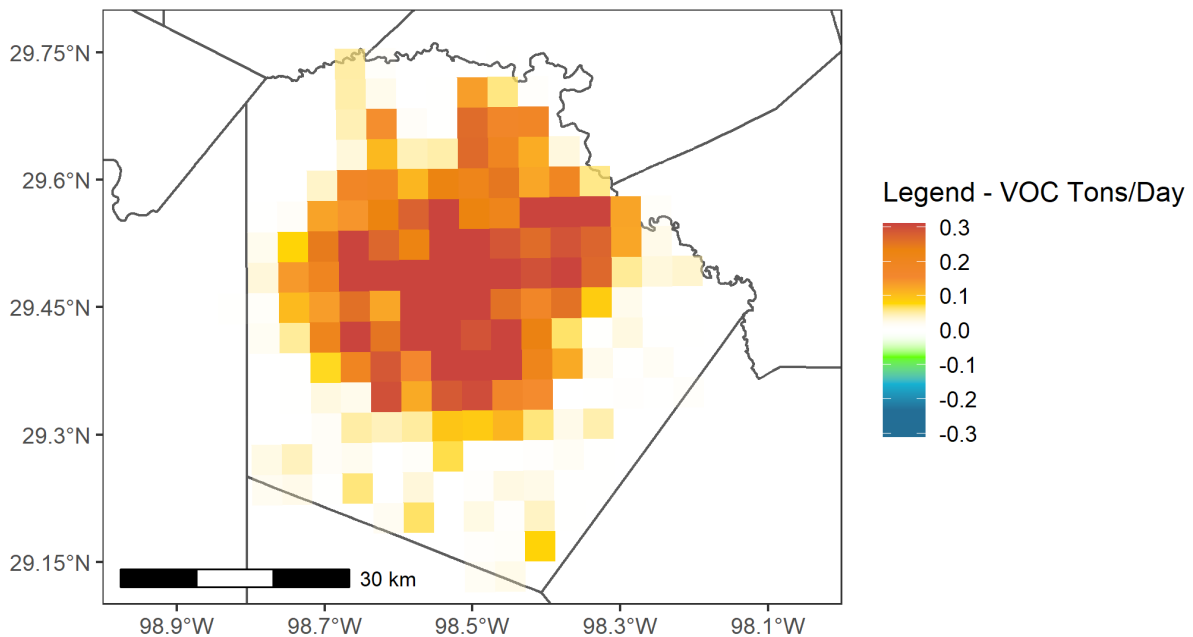 29.75°N
29.6°N
29.45°N
29.3°N
29.15°N
30 km
98.9°W 98.7°W 98.5°W 98.3°W 98.1°W
Legend - VOC Tons/Day
0.3
0.2
0.1
0.0
-0.1
-0.2
-0.3